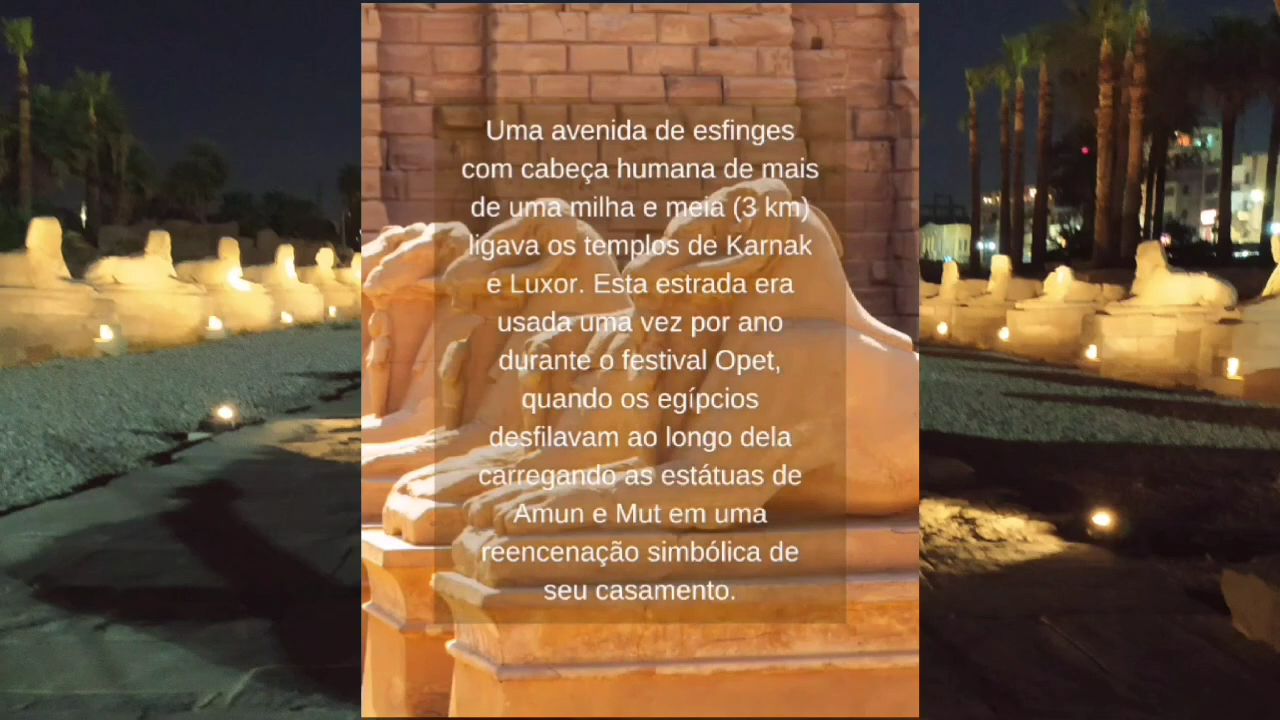 Uma avenida de esfinges
com cabeça humana de mais
de uma milha e meia (3 km)
ligava os templos de Karnak
e Luxor. Esta estrada era
usada uma vez por ano
durante o festival Opet,
quando os egípcios
desfilavam ao longo dela
carregando as estátuas de
Amun e Mut em uma
reencenação simbólica de
seu casamento.